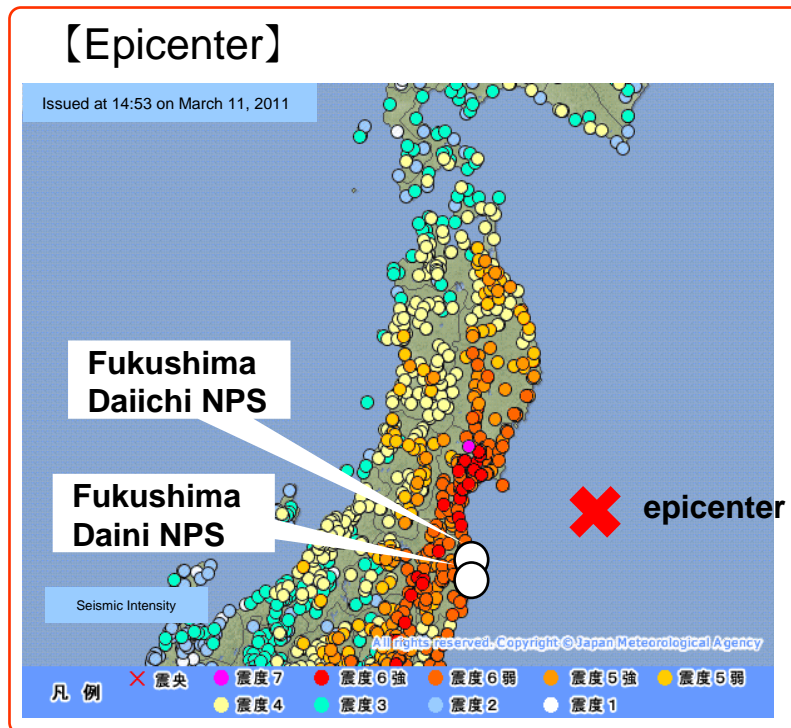 【Epicenter】
Issued at 14:53 on March 11, 2011
Fukushima
Daiichi NPS
Fukushima
Daini NPS
epicenter
Seismic Intensity
All rights reserved. Copyright © Japan Meteorological Agency
凡 例 震央 震度7 震度6強 震度6弱 震度5強 震度5弱
震度4 震度3 震度2 震度1